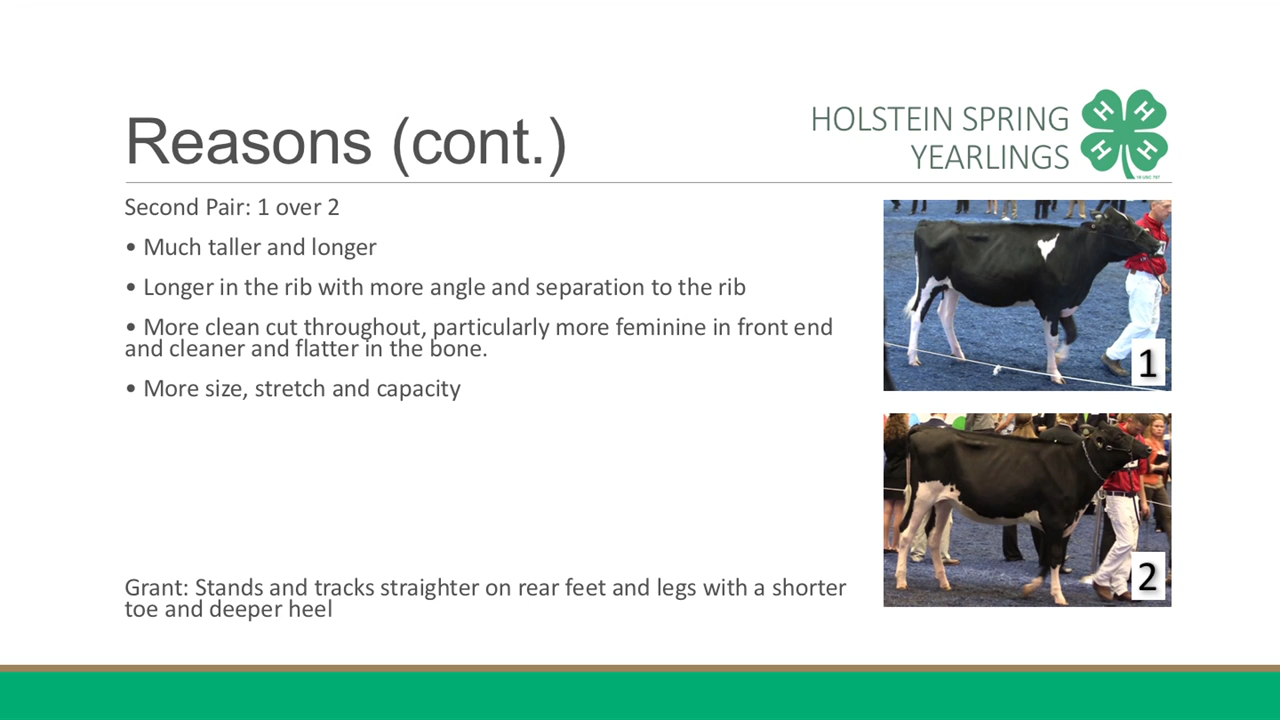 Reasons (cont.)
HOLSTEIN SPRING
YEARLINGS
H H
H H
18 USC 707
Second Pair: 1 over 2
• Much taller and longer
• Longer in the rib with more angle and separation to the rib
• More clean cut throughout, particularly more feminine in front end
and cleaner and flatter in the bone.
• More size, stretch and capacity
Grant: Stands and tracks straighter on rear feet and legs with a shorter
toe and deeper heel
1
2